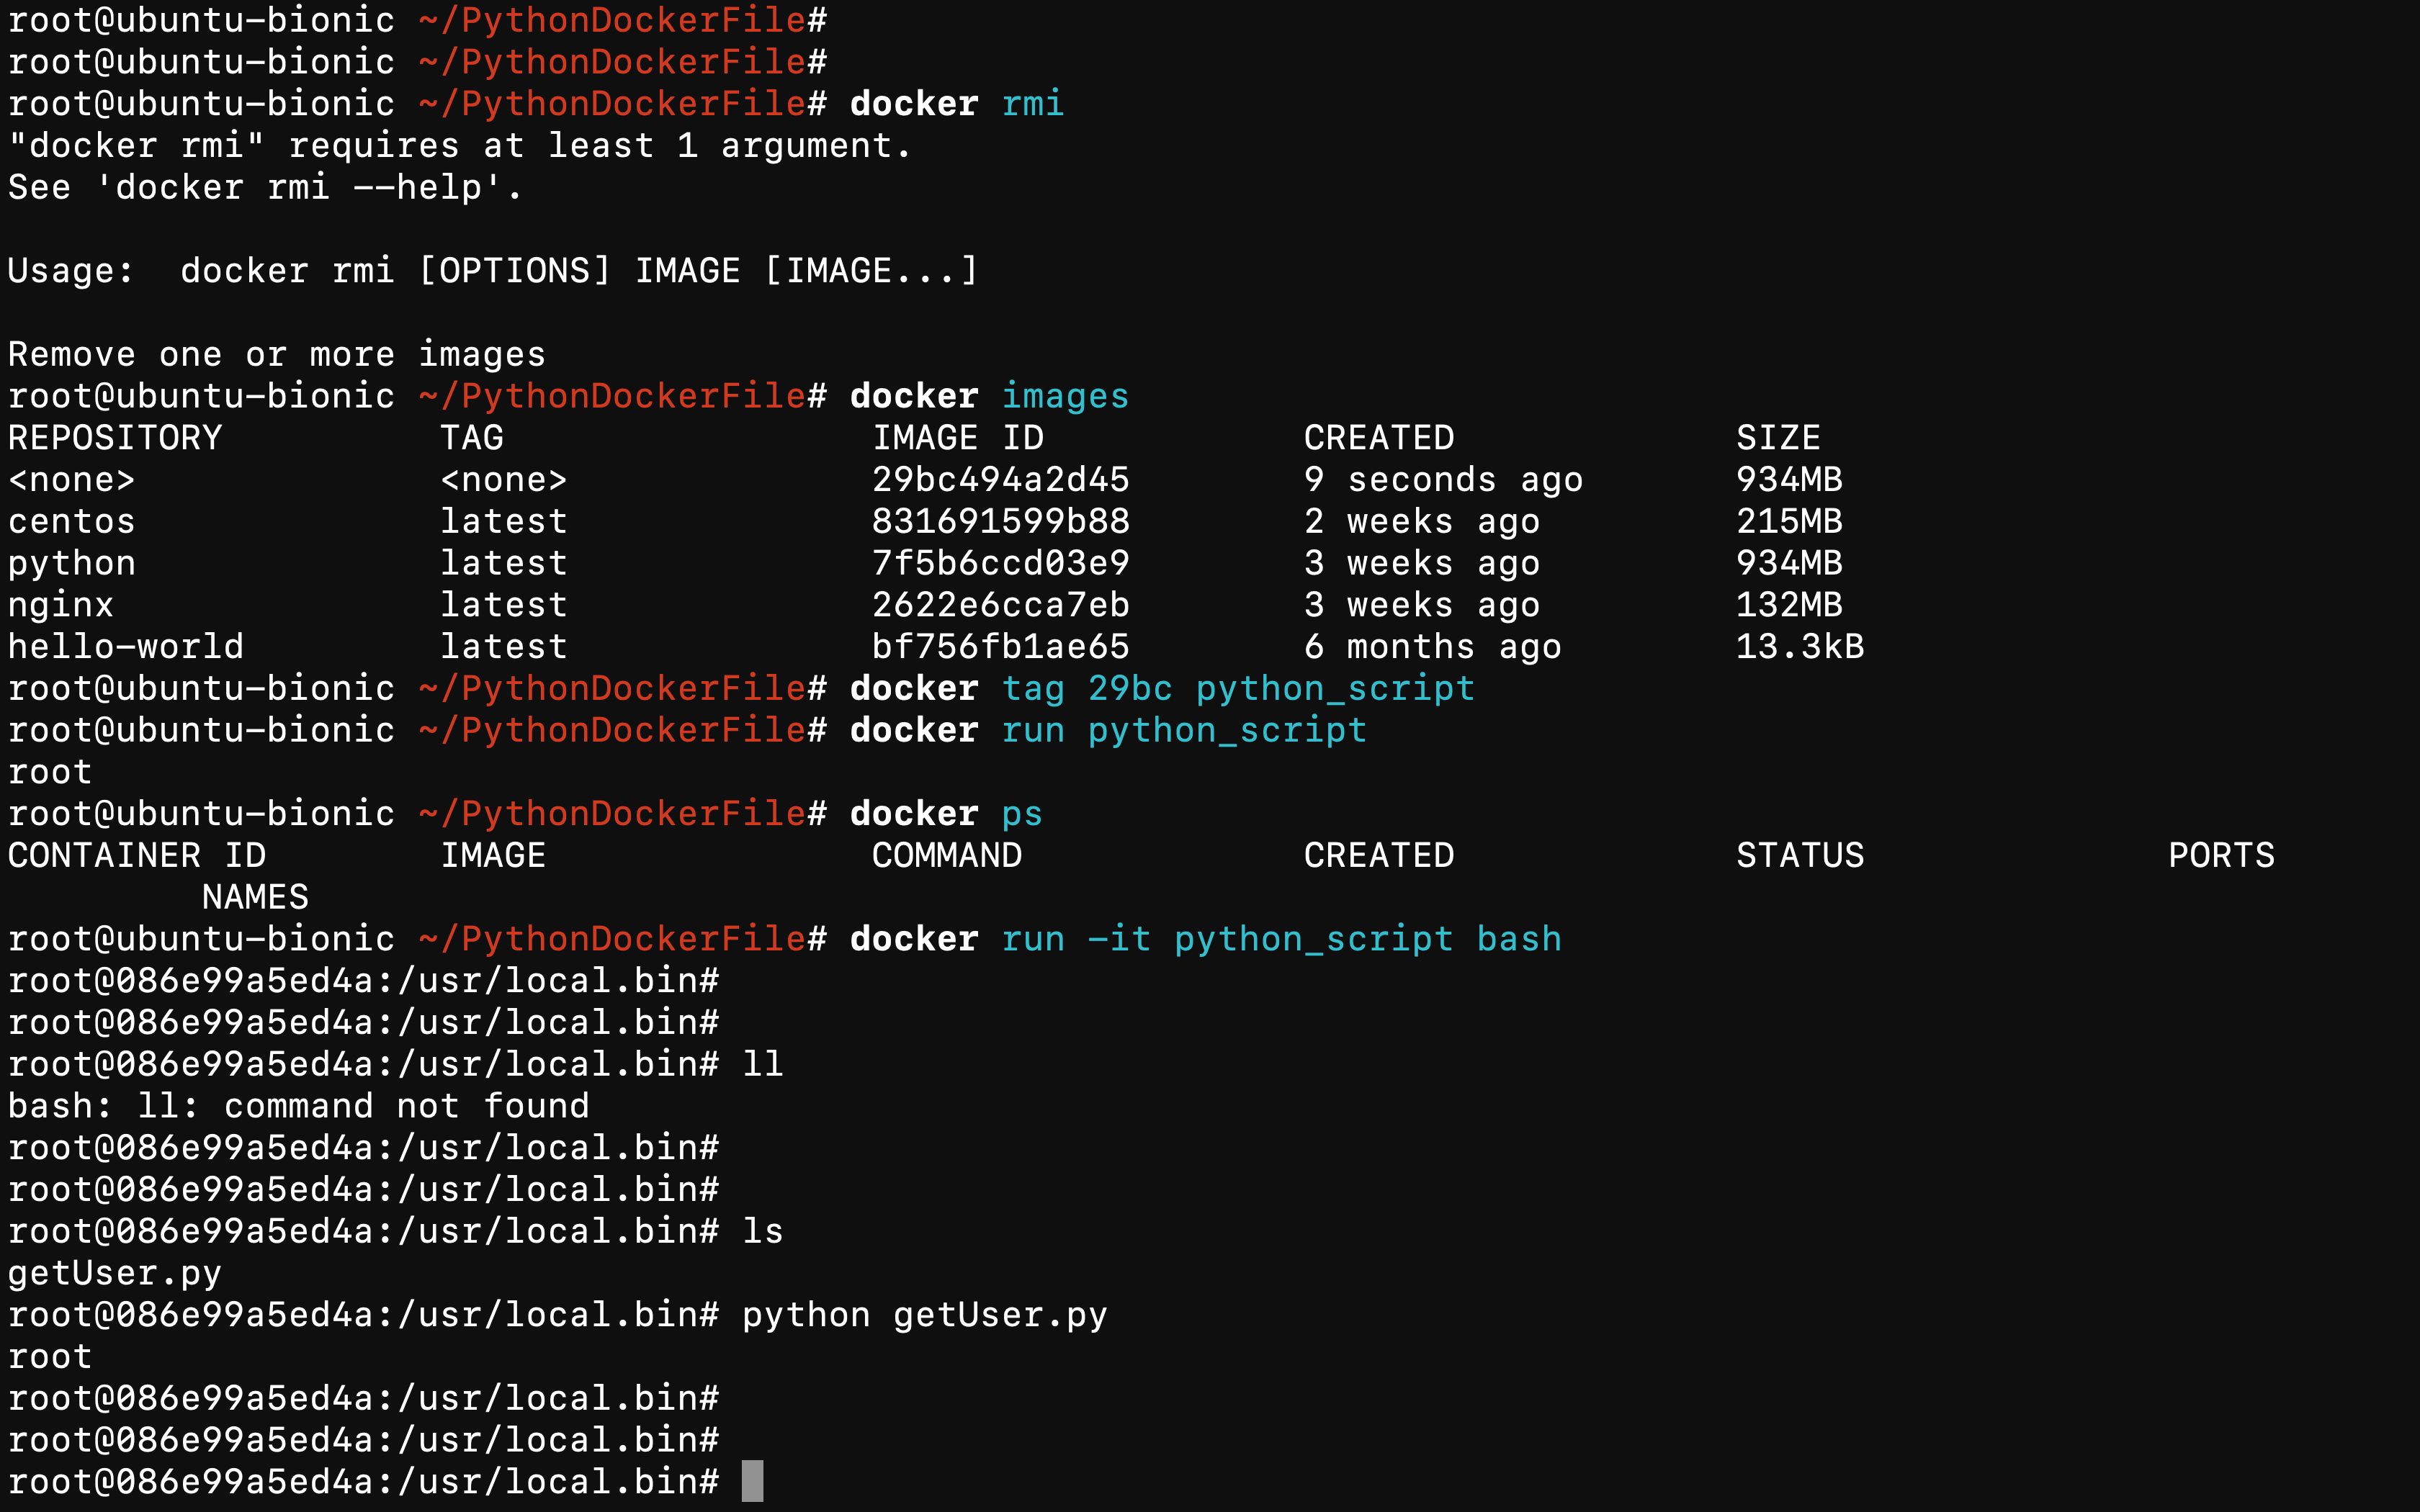 root@ubuntu-bionic ~/PythonDockerFile#
root@ubuntu-bionic ~/PythonDockerFile#
root@ubuntu-bionic ~/PythonDockerFile# docker rmi
"docker rmi" requires at least 1 argument.
See 'docker rmi --help'.
Usage:  docker rmi [OPTIONS] IMAGE [IMAGE...]
Remove one or more images
root@ubuntu-bionic ~/PythonDockerFile# docker images
REPOSITORY          TAG                 IMAGE ID            CREATED             SIZE
<none>              <none>              29bc494a2d45        9 seconds ago       934MB
centos              latest              831691599b88        2 weeks ago         215MB
python              latest              7f5b6ccd03e9        3 weeks ago         934MB
nginx               latest              2622e6cca7eb        3 weeks ago         132MB
hello-world         latest              bf756fb1ae65        6 months ago        13.3kB
root@ubuntu-bionic ~/PythonDockerFile# docker tag 29bc python_script
root@ubuntu-bionic ~/PythonDockerFile# docker run python_script
root
root@ubuntu-bionic ~/PythonDockerFile# docker ps
CONTAINER ID        IMAGE               COMMAND             CREATED             STATUS              PORTS
         NAMES
root@ubuntu-bionic ~/PythonDockerFile# docker run -it python_script bash
root@086e99a5ed4a:/usr/local.bin#
root@086e99a5ed4a:/usr/local.bin#
root@086e99a5ed4a:/usr/local.bin# ll
bash: ll: command not found
root@086e99a5ed4a:/usr/local.bin#
root@086e99a5ed4a:/usr/local.bin#
root@086e99a5ed4a:/usr/local.bin# ls
getUser.py
root@086e99a5ed4a:/usr/local.bin# python getUser.py
root
root@086e99a5ed4a:/usr/local.bin#
root@086e99a5ed4a:/usr/local.bin#
root@086e99a5ed4a:/usr/local.bin#